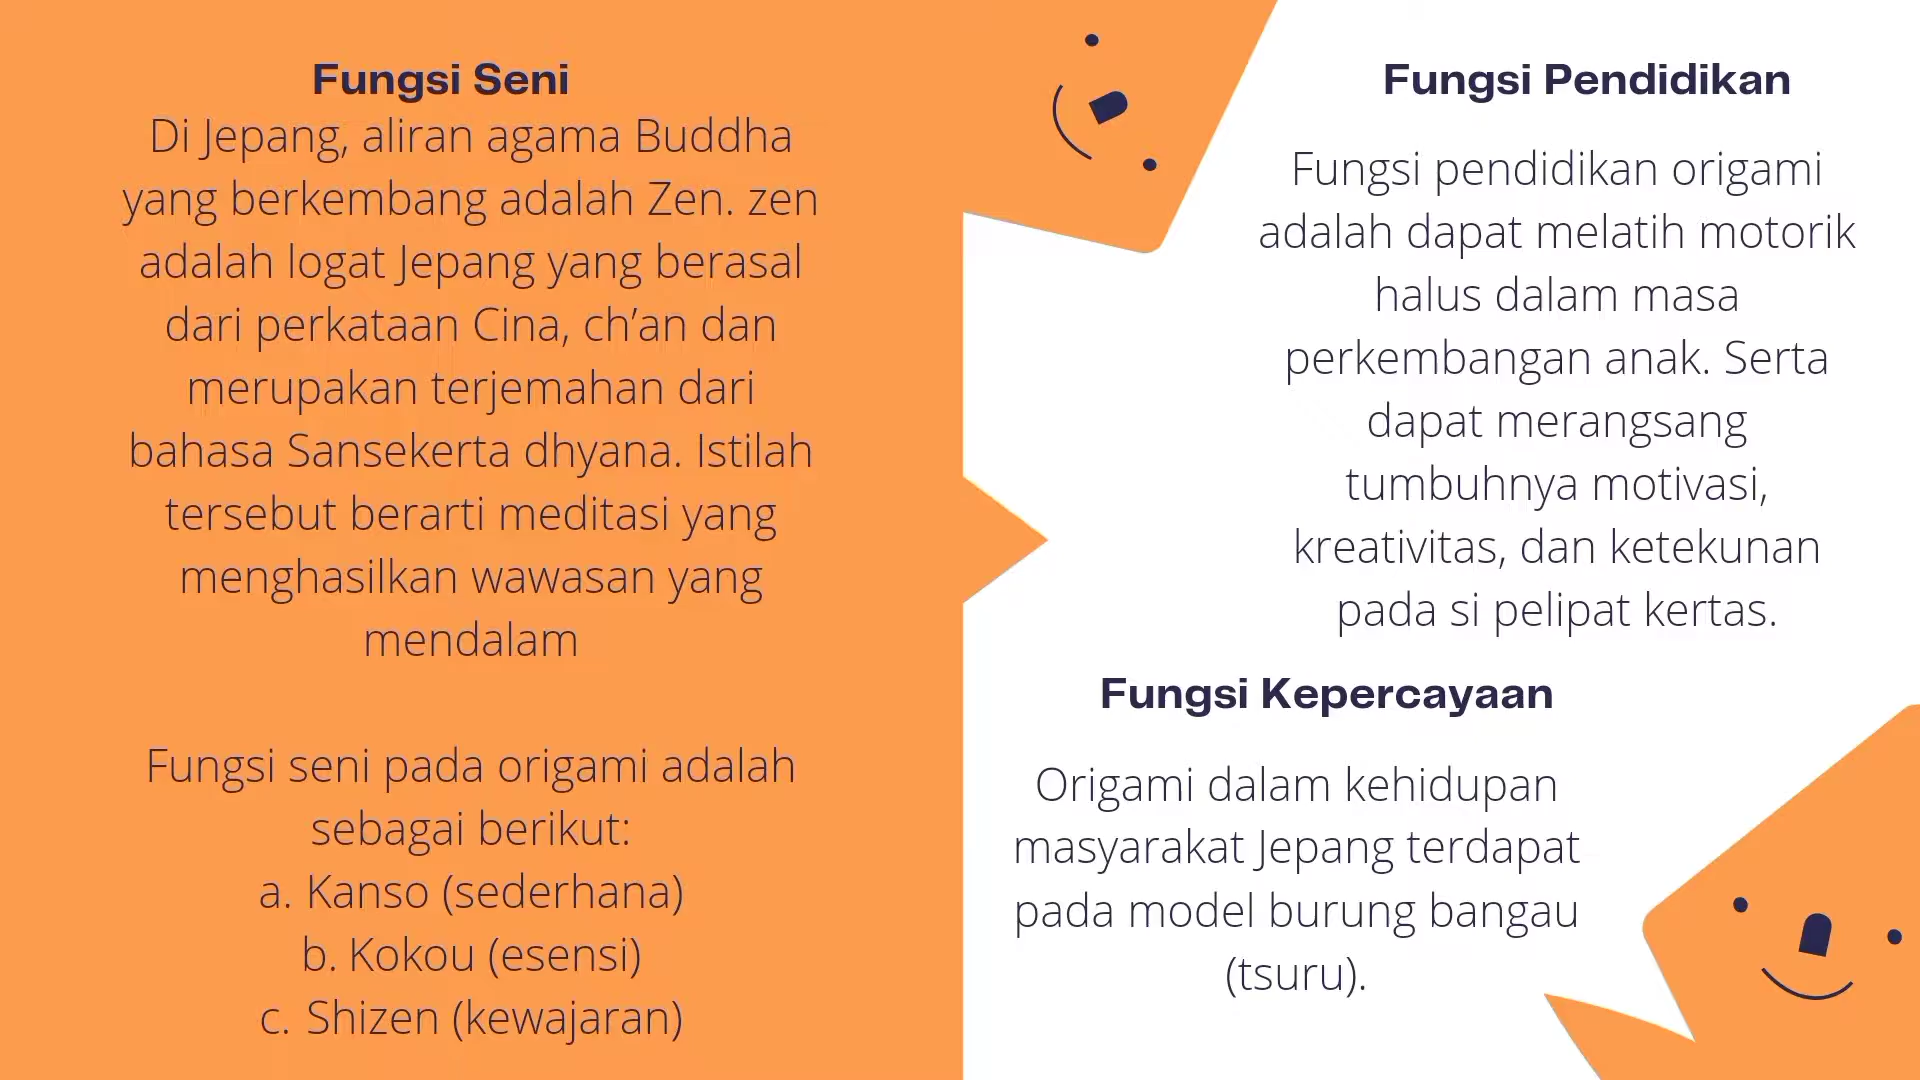 Fungsi Seni
Di Jepang, aliran agama Buddha
yang berkembang adalah Zen. zen
adalah logat Jepang yang berasal
dari perkataan Cina, ch’an dan
merupakan terjemahan dari
bahasa Sansekerta dhyana. Istilah
tersebut berarti meditasi yang
menghasilkan wawasan yang
mendalam
Fungsi seni pada origami adalah
sebagai berikut:
a. Kanso (sederhana)
b. Kokou (esensi)
c. Shizen (kewajaran)
Fungsi Pendidikan
Fungsi pendidikan origami
adalah dapat melatih motorik
halus dalam masa
perkembangan anak. Serta
dapat merangsang
tumbuhnya motivasi,
kreativitas, dan ketekunan
pada si pelipat kertas.
Fungsi Kepercayaan
Origami dalam kehidupan
masyarakat Jepang terdapat
pada model burung bangau
(tsuru).